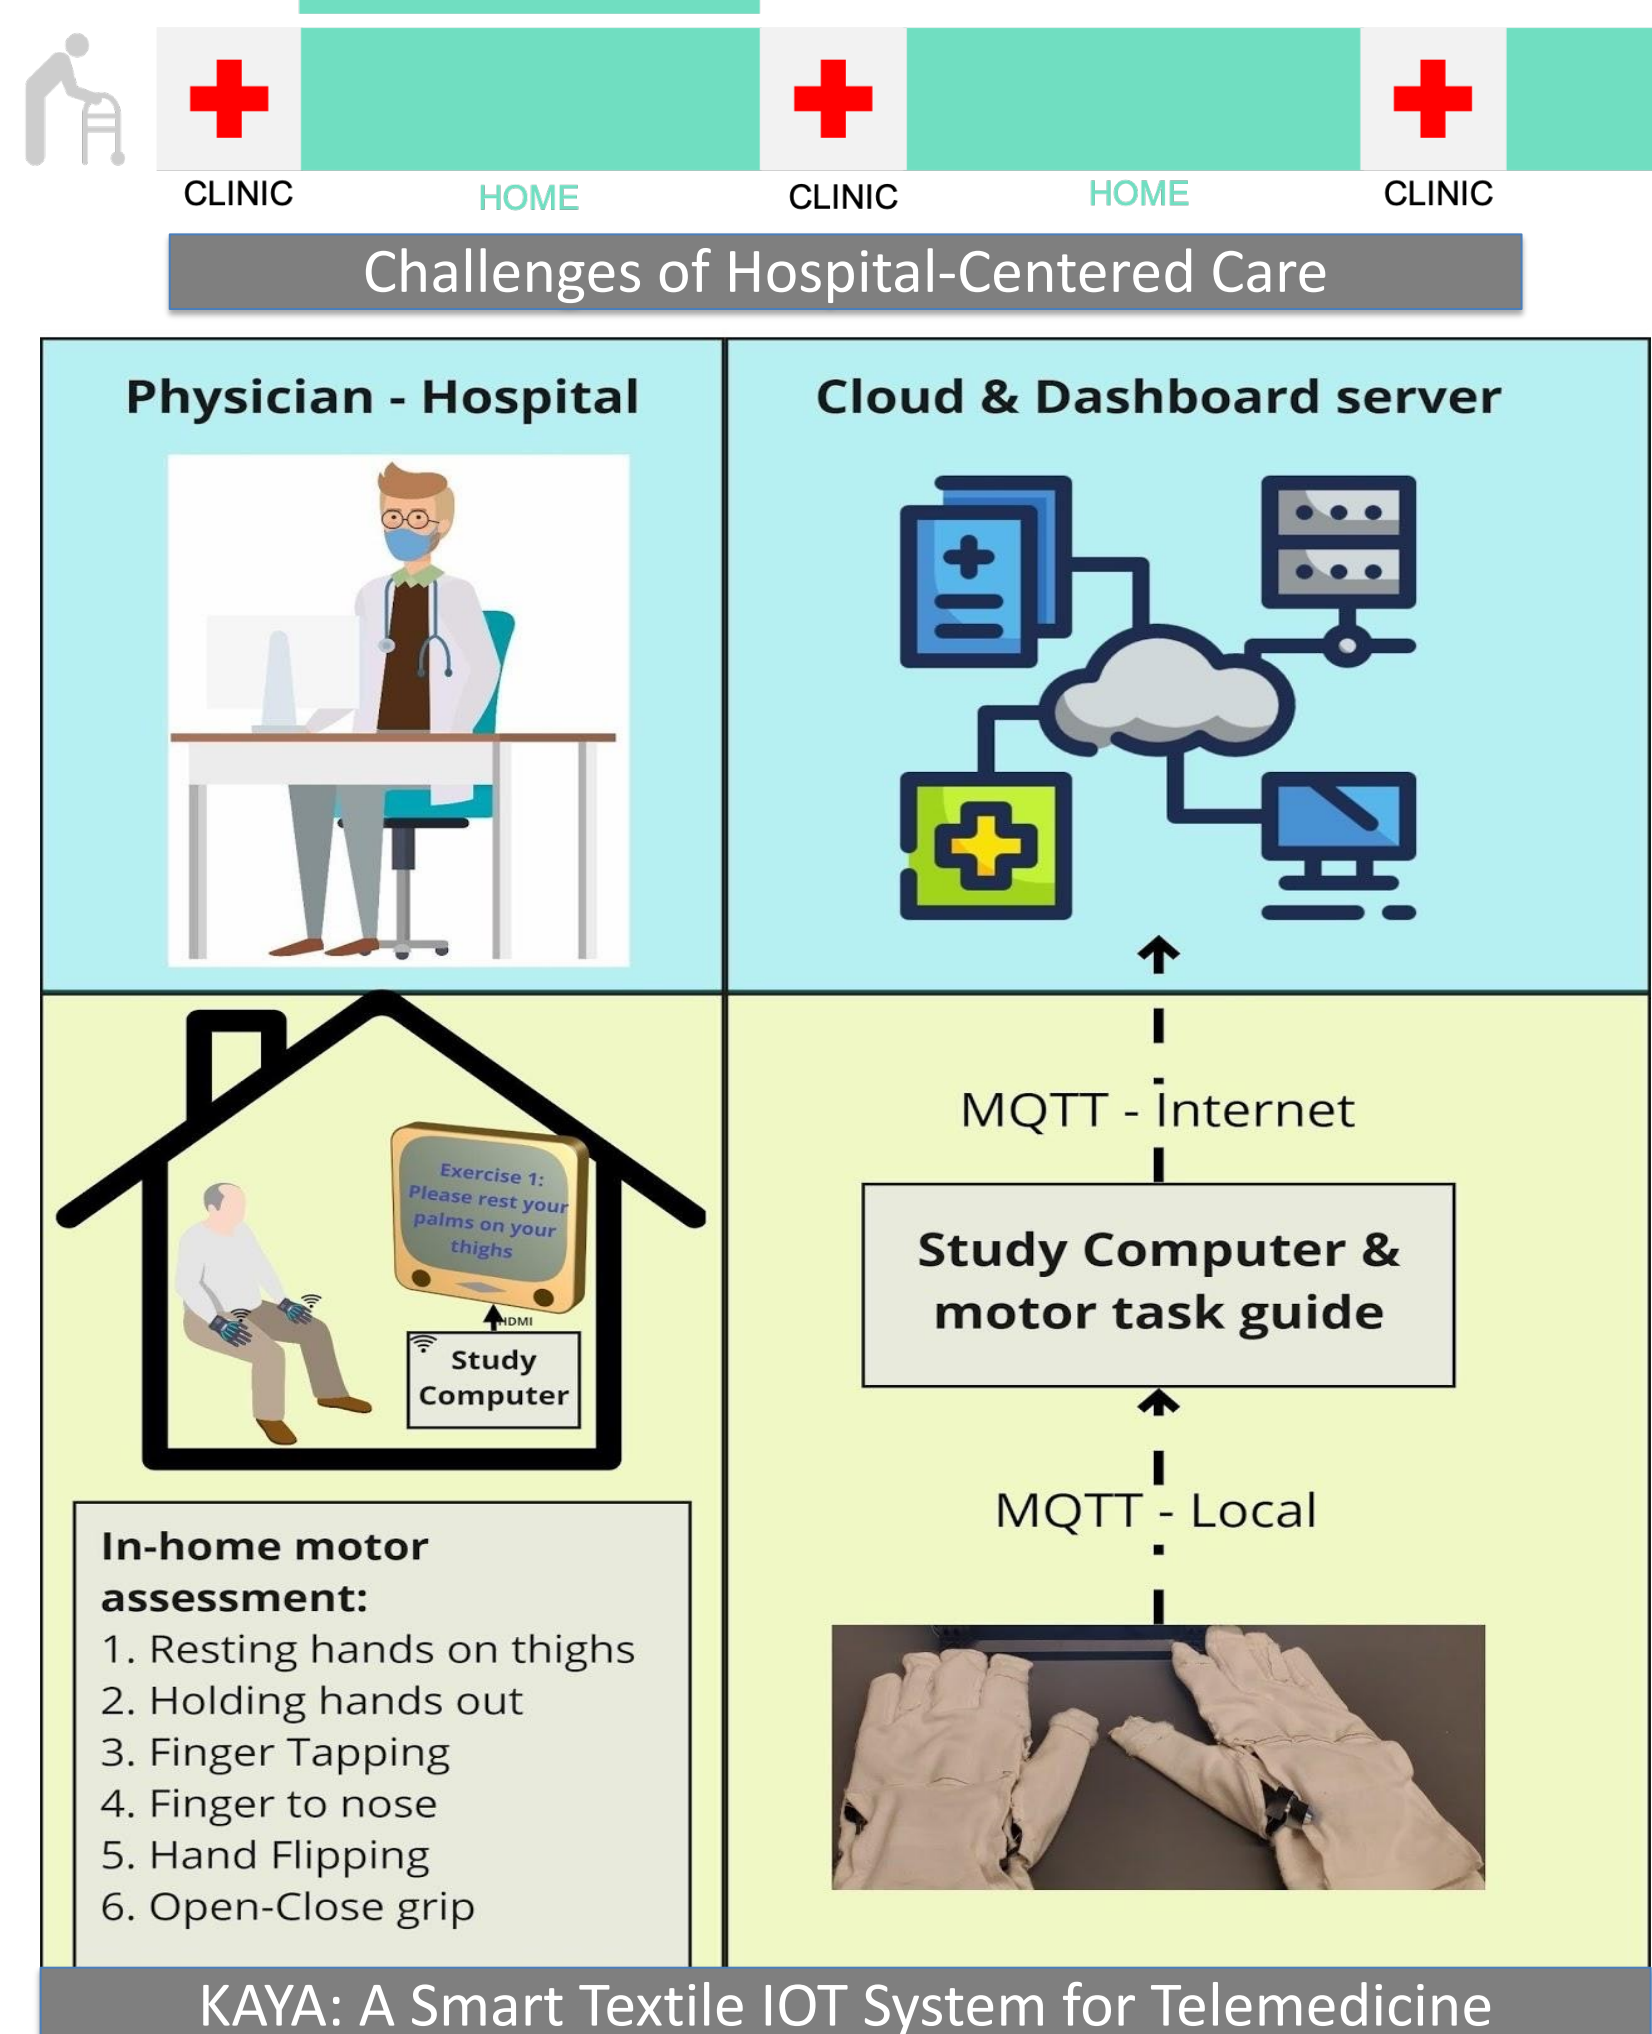 CLINIC
HOME
CLINIC
HOME
CLINIC
Challenges of Hospital-Centered Care
Physician - Hospital
Cloud & Dashboard server
Exercise 1:
Please rest your
palms on your
thighs
HDMI
Study
Computer
In-home motor
assessment:
1. Resting hands on thighs
2. Holding hands out
3. Finger Tapping
4. Finger to nose
5. Hand Flipping
6. Open-Close grip
MQTT - Internet
Study Computer &
motor task guide
MQTT - Local
KAYA: A Smart Textile IOT System for Telemedicine